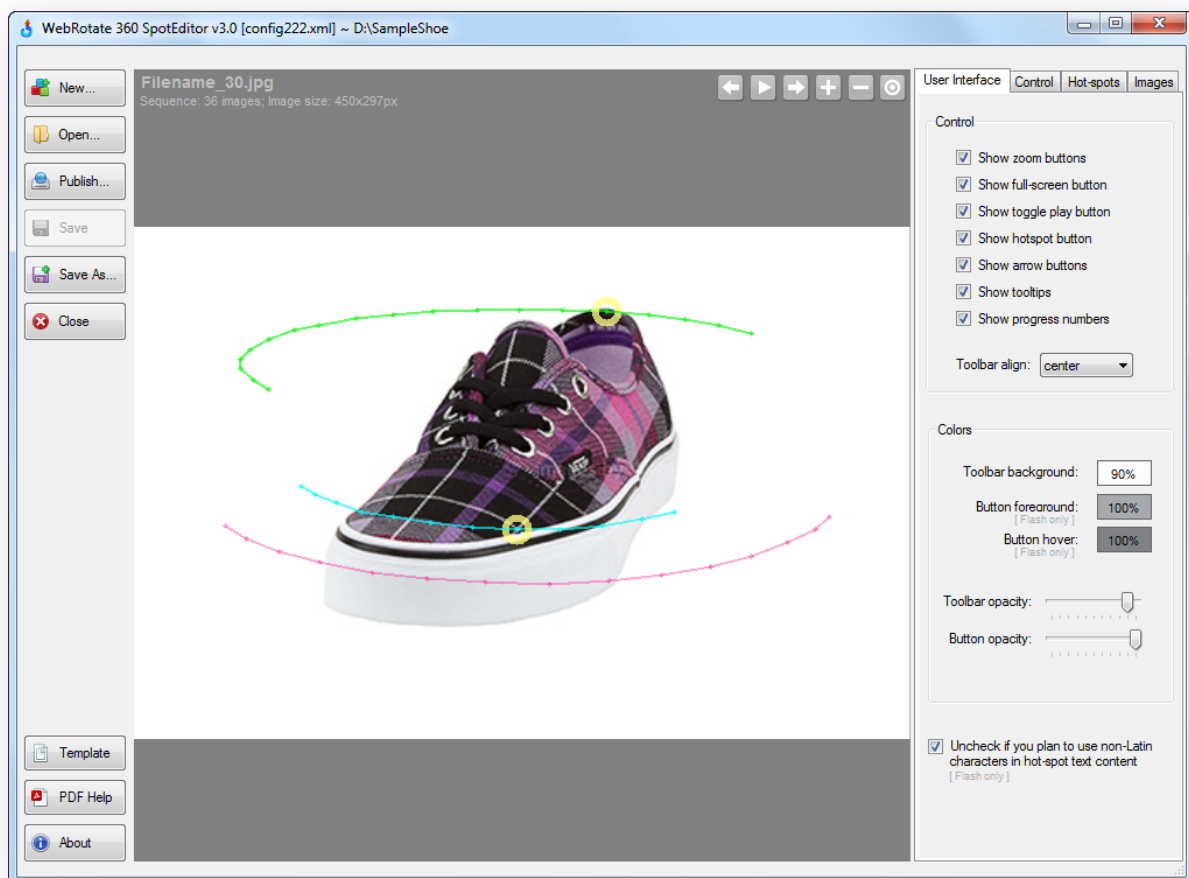 WebRotate 360 SpotEditor v3.0 [config222.xml] ~ D:\SampleShoe
New...
Open...
Publish...
Save
Save As...
Close
Template
PDF Help
About
Filename_30.jpg
Sequence: 36 images; Image size: 450x297px
User Interface
Control
Hot-spots
Images
Control
Show zoom buttons
Show full-screen button
Show toggle play button
Show hotspot button
Show arrow buttons
Show tooltips
Show progress numbers
Toolbar align: center
Colors
Toolbar background: 90%
Button foreground: 100%
[ Flash only ]
Button hover: 100%
[ Flash only ]
Toolbar opacity:
Button opacity:
Uncheck if you plan to use non-Latin
characters in hot-spot text content
[ Flash only ]